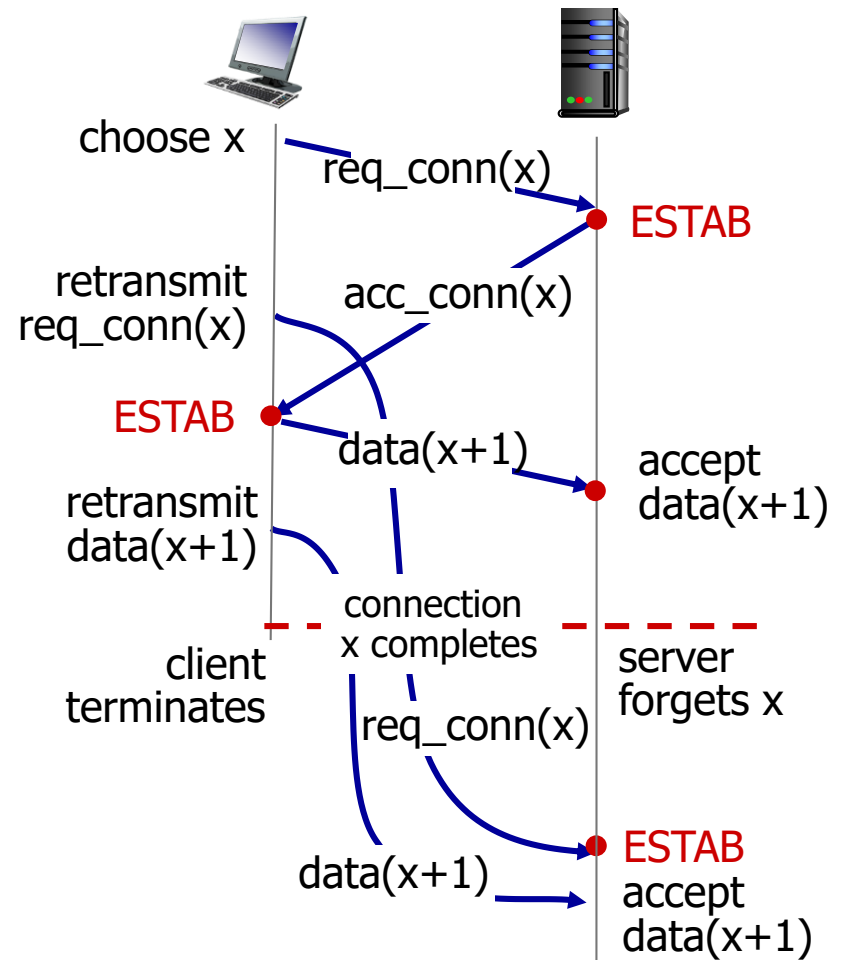 choose x
req_conn(x)
ESTAB
retransmit
req_conn(x)
acc_conn(x)
ESTAB
data(x+1)
accept
data(x+1)
retransmit
data(x+1)
connection
x completes
client
terminates
server
forgets x
req_conn(x)
ESTAB
data(x+1)
accept
data(x+1)